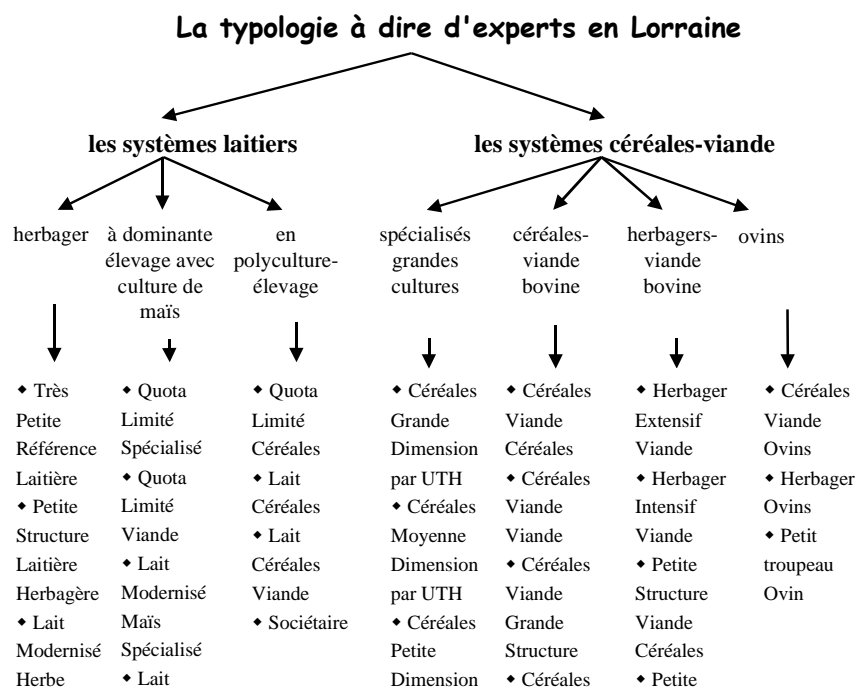 La typologie à dire d'experts en Lorraine
les systèmes laitiers
les systèmes céréales-viande
herbager
à dominante
élevage avec
culture de
maïs
en
polyculture-
élevage
spécialisés
grandes
cultures
céréales-
viande
bovine
herbagers-
viande
bovine
ovins
◆ Très
Petite
Référence
Laitière
◆ Petite
Structure
Laitière
Herbagère
◆ Lait
Modernisé
Herbe
◆ Quota
Limité
Spécialisé
◆ Quota
Limité
Viande
◆ Lait
Modernisé
Maïs
Spécialisé
◆ Lait
◆ Quota
Limité
Céréales
◆ Lait
Céréales
◆ Lait
Céréales
Viande
◆ Sociétaire
◆ Céréales
Grande
Dimension
par UTH
◆ Céréales
Moyenne
Dimension
par UTH
◆ Céréales
Petite
Dimension
◆ Céréales
Viande
Céréales
◆ Céréales
Viande
Viande
◆ Céréales
Viande
Grande
Structure
◆ Céréales
◆ Herbager
Extensif
Viande
◆ Herbager
Intensif
Viande
◆ Petite
Structure
Viande
Céréales
◆ Petite
◆ Céréales
Viande
Ovins
◆ Herbager
Ovins
◆ Petit
troupeau
Ovin